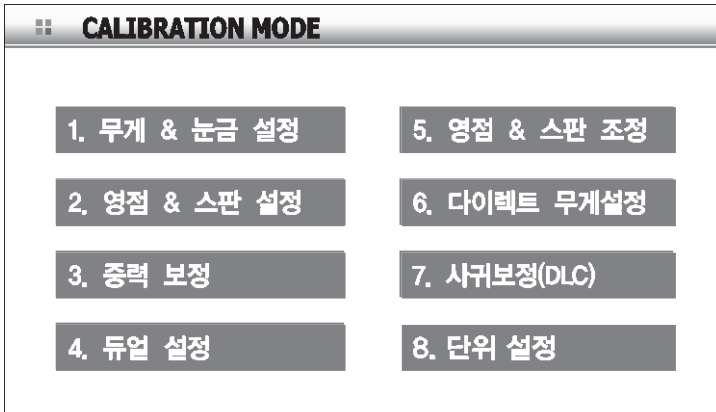 CALIBRATION MODE
1. 무게 & 눈금 설정
2. 영점 & 스판 설정
3. 중력 보정
4. 듀얼 설정
5. 영점 & 스판 조정
6. 다이렉트 무게설정
7. 사귀보정(DLC)
8. 단위 설정